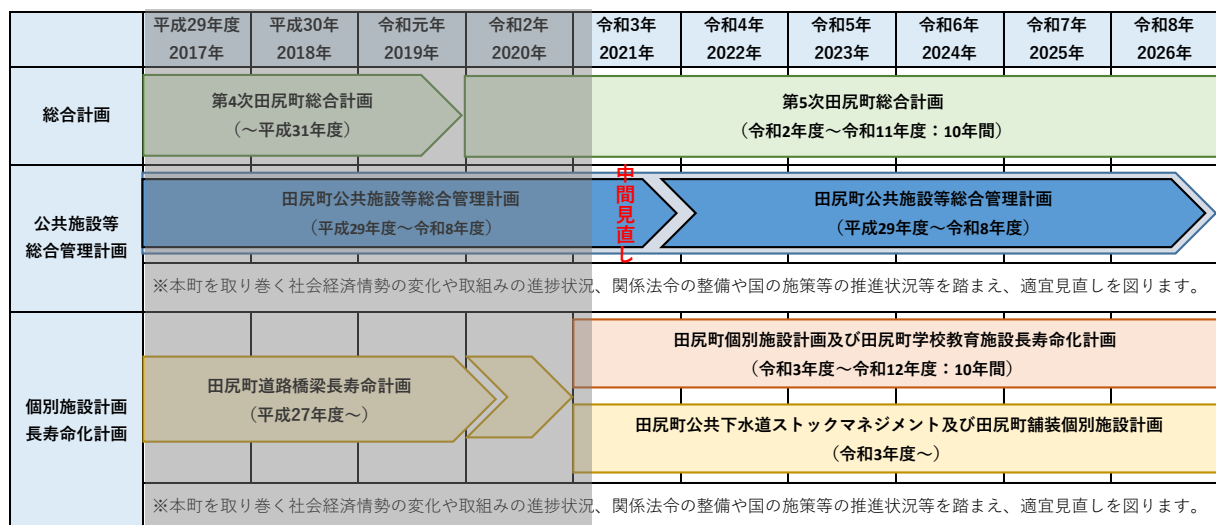 平成29年度 平成30年 令和元年 令和2年 令和3年 令和4年 令和5年 令和6年 令和7年 令和8年
2017年 2018年 2019年 2020年 2021年 2022年 2023年 2024年 2025年 2026年
総合計画
第4次田尻町総合計画
（～平成31年度）
第5次田尻町総合計画
（令和2年度～令和11年度：10年間）
公共施設等
総合管理計画
田尻町公共施設等総合管理計画
（平成29年度～令和8年度）
中間見直し
田尻町公共施設等総合管理計画
（平成29年度～令和8年度）
※本町を取り巻く社会経済情勢の変化や取組みの進捗状況、関係法令の整備や国の施策等の推進状況等を踏まえ、適宜見直しを図ります。
個別施設計画
長寿命化計画
田尻町道路橋梁長寿命計画
（平成27年度～）
田尻町個別施設計画及び田尻町学校教育施設長寿命化計画
（令和3年度～令和12年度：10年間）
田尻町公共下水道ストックマネジメント及び田尻町舗装個別施設計画
（令和3年度～）
※本町を取り巻く社会経済情勢の変化や取組みの進捗状況、関係法令の整備や国の施策等の推進状況等を踏まえ、適宜見直しを図ります。